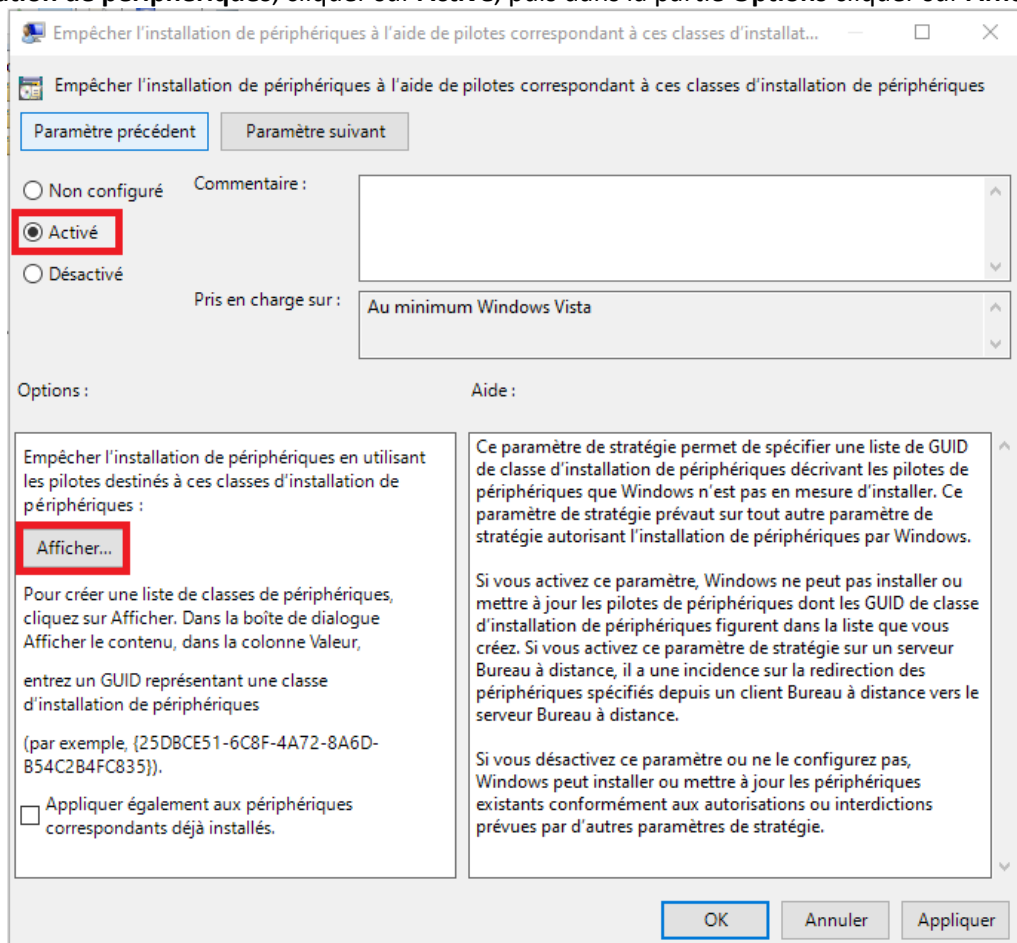 de périphériques, cliquer sur Activé, puis dans la partie Options cliquer sur
Empêcher l'installation de périphériques à l'aide de pilotes correspondant à ces classes d'installat...
Empêcher l'installation de périphériques à l'aide de pilotes correspondant à ces classes d'installation de périphériques
Paramètre précédent
Paramètre suivant
Non configuré
Commentaire :
Activé
Désactivé
Pris en charge sur :
Au minimum Windows Vista
Options :
Aide :
Empêcher l'installation de périphériques en utilisant
les pilotes destinés à ces classes d'installation de
périphériques :
Afficher...
Pour créer une liste de classes de périphériques,
cliquez sur Afficher. Dans la boîte de dialogue
Afficher le contenu, dans la colonne Valeur,
entrez un GUID représentant une classe
d'installation de périphériques
(par exemple, {25DBCE51-6C8F-4A72-8A6D-
B54C2B4FC835}).
Appliquer également aux périphériques
correspondants déjà installés.
Ce paramètre de stratégie permet de spécifier une liste de GUID
de classe d'installation de périphériques décrivant les pilotes de
périphériques que Windows n'est pas en mesure d'installer. Ce
paramètre de stratégie prévaut sur tout autre paramètre de
stratégie autorisant l'installation de périphériques par Windows.
Si vous activez ce paramètre, Windows ne peut pas installer ou
mettre à jour les pilotes de périphériques dont les GUID de classe
d'installation de périphériques figurent dans la liste que vous
créez. Si vous activez ce paramètre de stratégie sur un serveur
Bureau à distance, il a une incidence sur la redirection des
périphériques spécifiés depuis un client Bureau à distance vers le
serveur Bureau à distance.
Si vous désactivez ce paramètre ou ne le configurez pas,
Windows peut installer ou mettre à jour les périphériques
existants conformément aux autorisations ou interdictions
prévues par d'autres paramètres de stratégie.
OK
Annuler
Appliquer